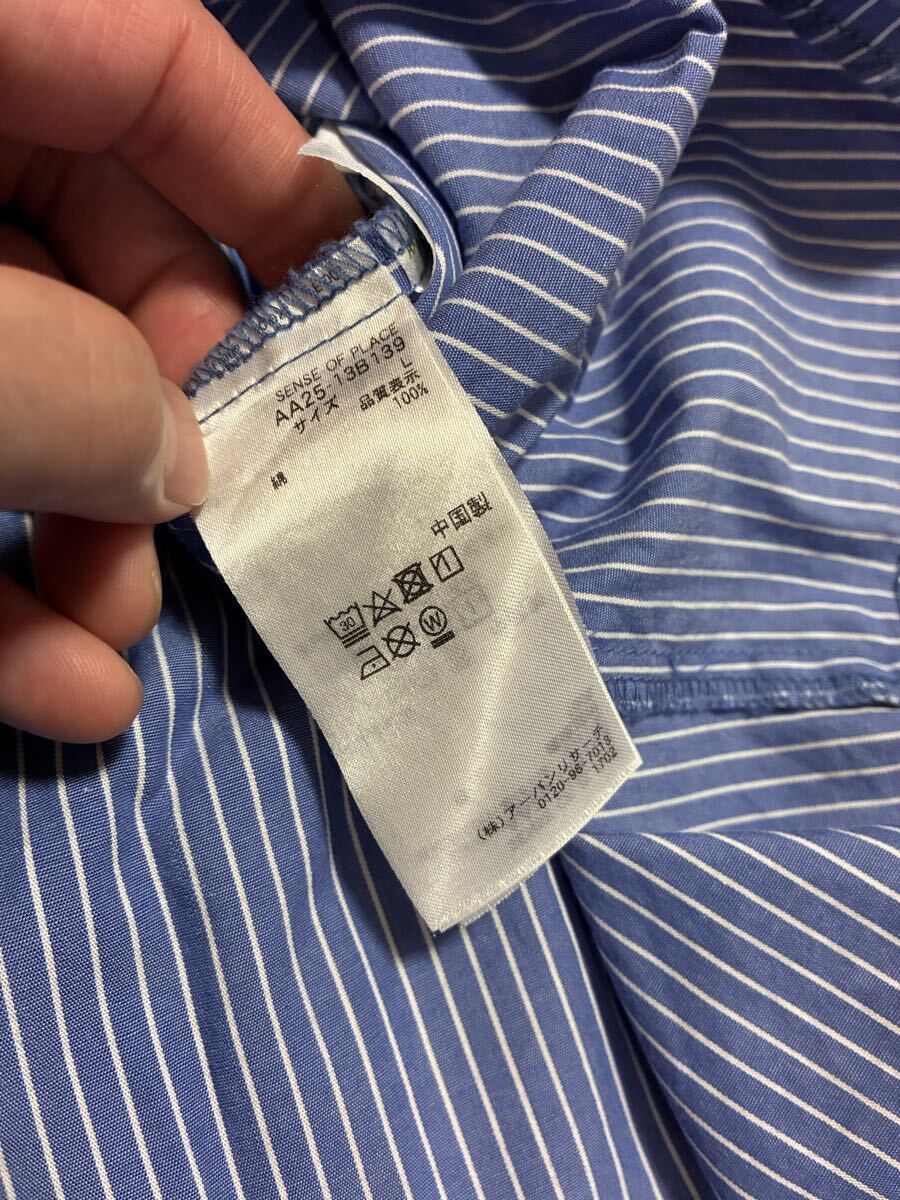 SENSE OF PLACE
AA25-13B139
サイズ L
品質表示
綿 100%
中国製
30
W
(株)アーバンリサーチ
0120-96-7013
1702